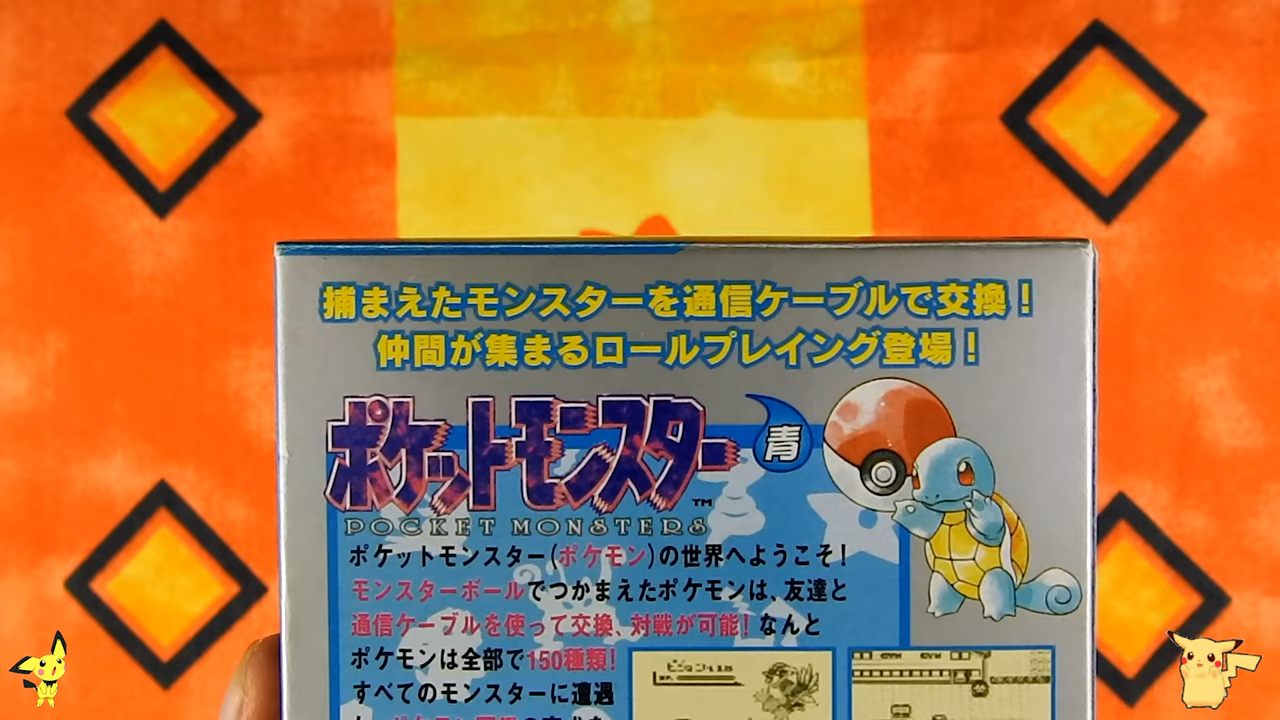 捕まえたモンスターを通信ケーブルで交換！
仲間が集まるロールプレイング登場！
ポケットモンスター 青
TM
POCKET MONSTERS
ポケットモンスター(ポケモン)の世界へようこそ！
モンスターボールでつかまえたポケモンは、友達と
通信ケーブルを使って交換、対戦が可能！なんと
ポケモンは全部で150種類！
すべてのモンスターに遭遇